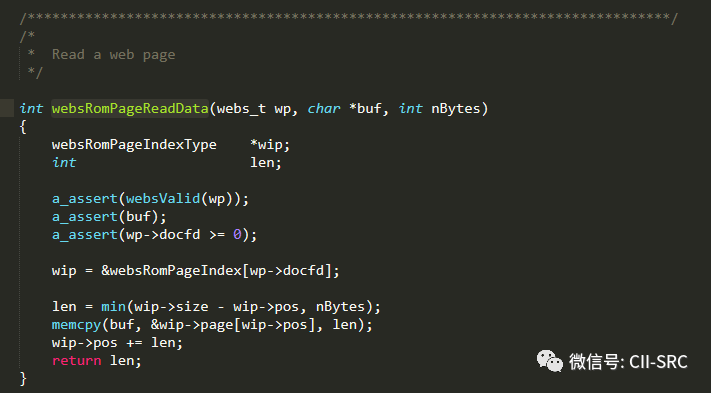 /*****************************************************************************/
/*
 *  Read a web page
 */
int websRomPageReadData(webs_t wp, char *buf, int nBytes)
{
    websRomPageIndexType    *wip;
    int                     len;
    a_assert(websValid(wp));
    a_assert(buf);
    a_assert(wp->docfd >= 0);
    wip = &websRomPageIndex[wp->docfd];
    len = min(wip->size - wip->pos, nBytes);
    memcpy(buf, &wip->page[wip->pos], len);
    wip->pos += len;
    return len;
}
微信号: CII-SRC